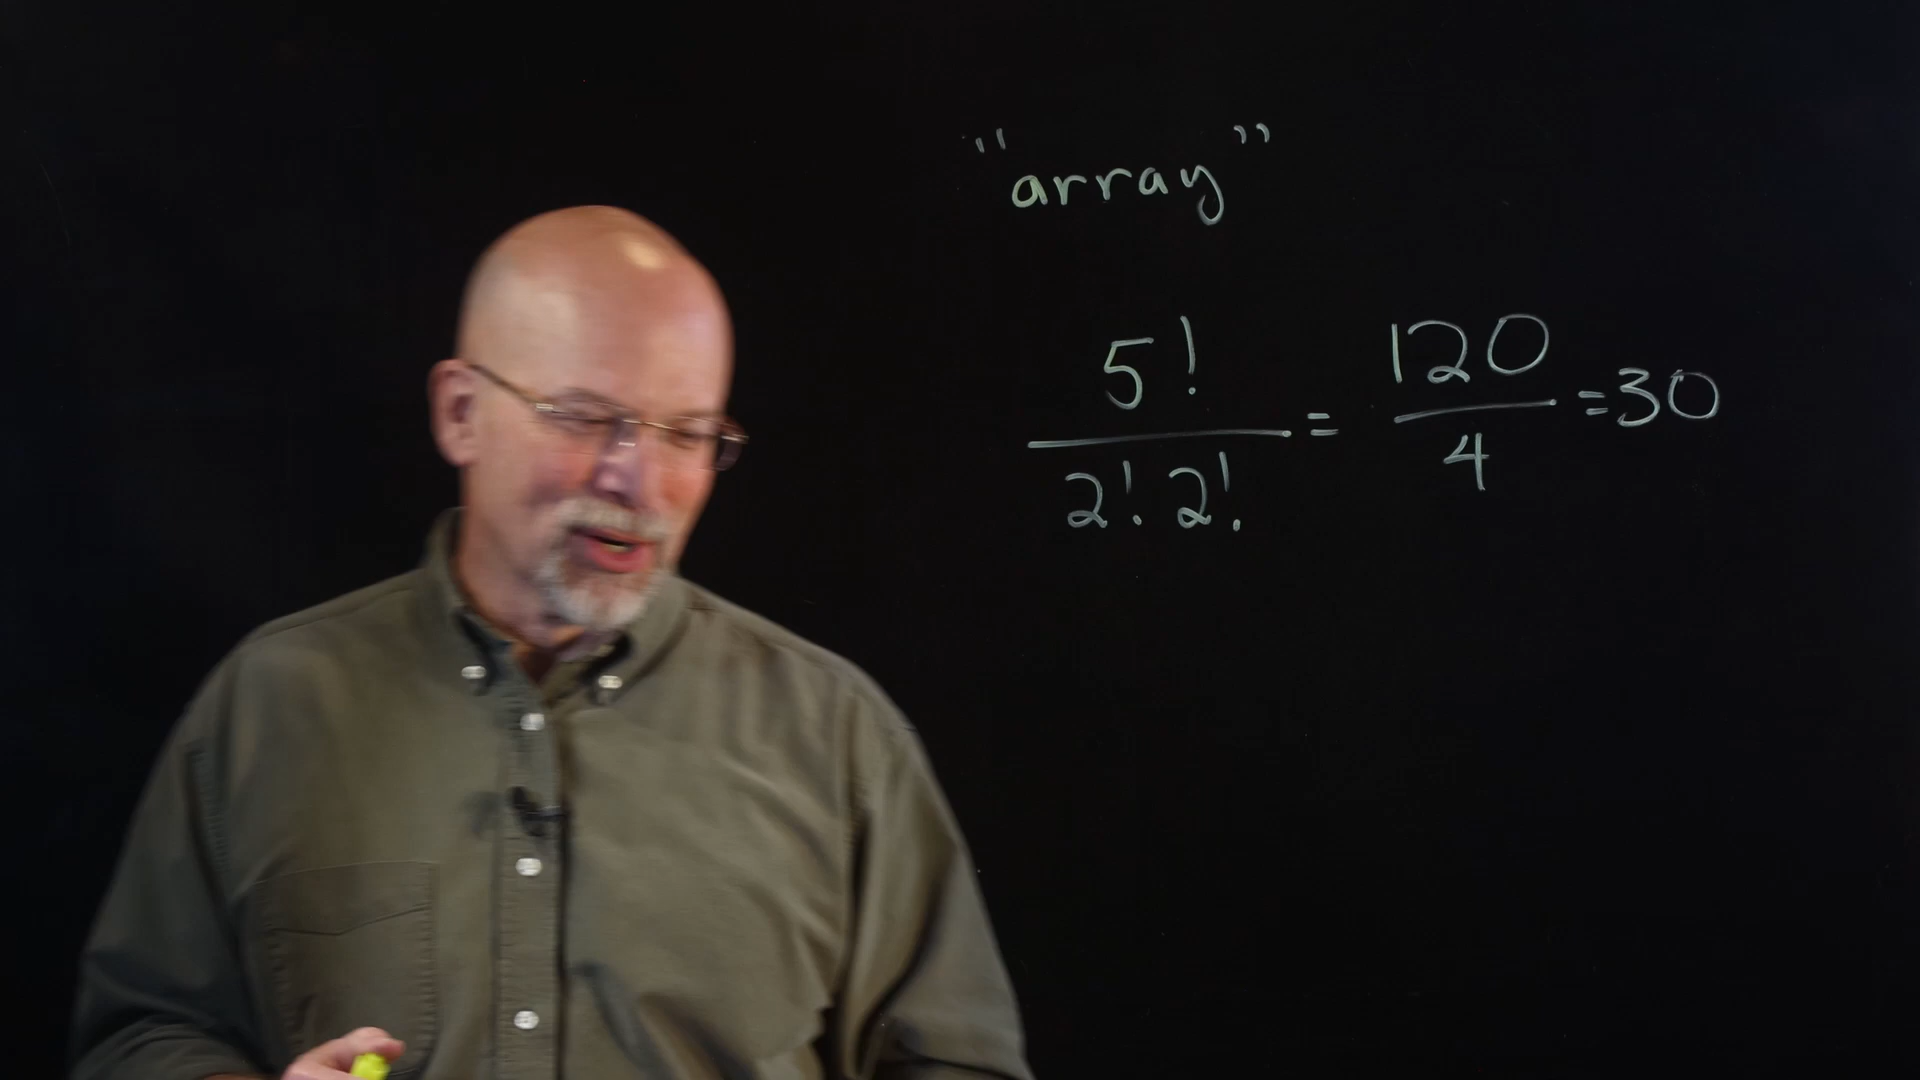 "array"
5! / 2! 2! = 120 / 4 = 30